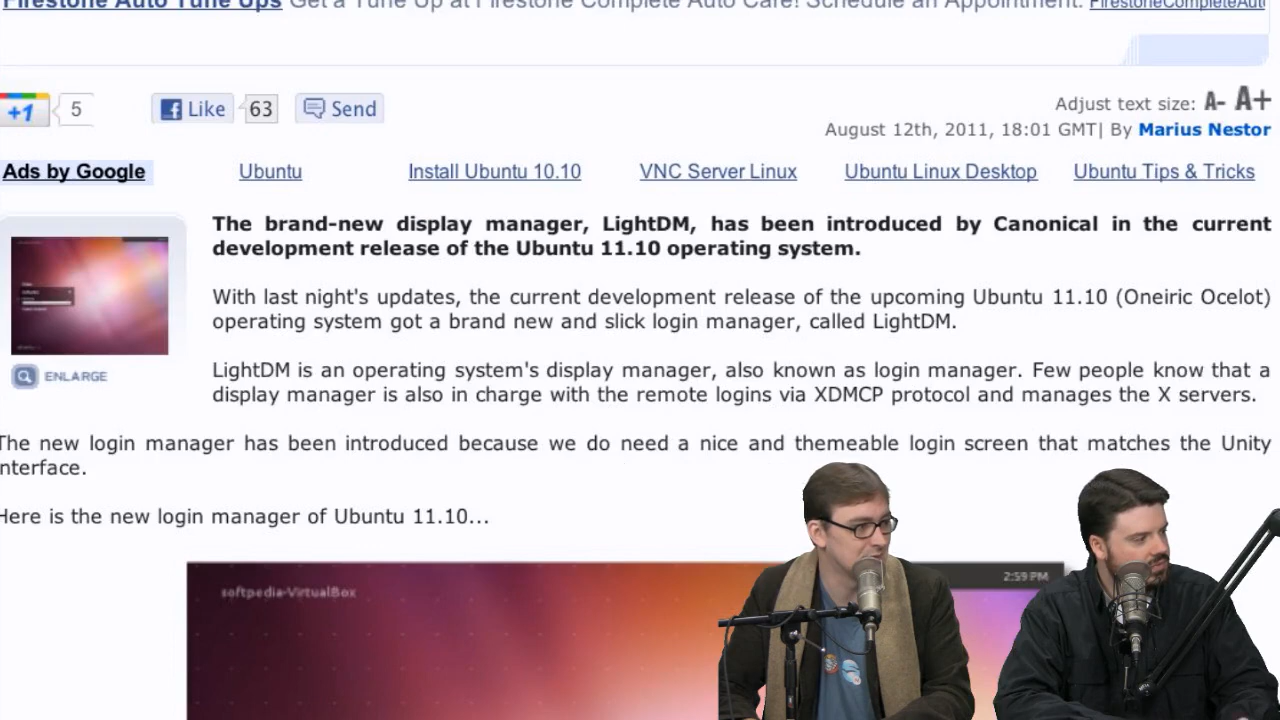 Firestone Auto Tune Ups Get a Tune Up at Firestone Complete Auto Care! Schedule an Appointment. FirestoneCompleteAuto
+1 5 Like 63 Send
Adjust text size: A- A+
August 12th, 2011, 18:01 GMT| By Marius Nestor
Ads by Google Ubuntu Install Ubuntu 10.10 VNC Server Linux Ubuntu Linux Desktop Ubuntu Tips & Tricks
The brand-new display manager, LightDM, has been introduced by Canonical in the current
development release of the Ubuntu 11.10 operating system.
With last night's updates, the current development release of the upcoming Ubuntu 11.10 (Oneiric Ocelot)
operating system got a brand new and slick login manager, called LightDM.
ENLARGE
LightDM is an operating system's display manager, also known as login manager. Few people know that a
display manager is also in charge with the remote logins via XDMCP protocol and manages the X servers.
The new login manager has been introduced because we do need a nice and themeable login screen that matches the Unity
nterface.
Here is the new login manager of Ubuntu 11.10...
softpedia-VirtualBox
2:59 PM